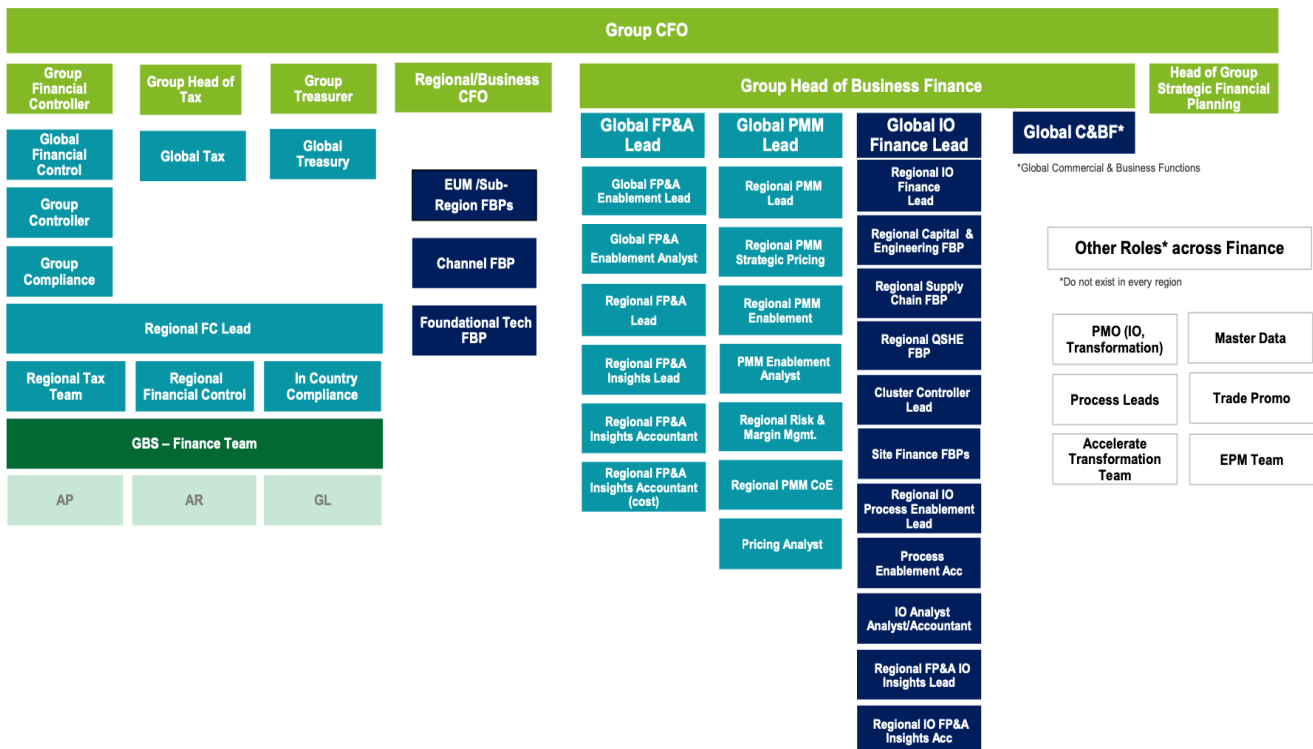 Group CFO
Group
Financial
Controller
Group Head of
Tax
Group
Treasurer
Regional/Business
CFO
Group Head of Business Finance
Head of Group
Strategic Financial
Planning
Global
Financial
Control
Global Tax
Global
Treasury
Global FP&A
Lead
Global PMM
Lead
Global IO
Finance Lead
Global C&BF*
*Global Commercial & Business Functions
Group
Controller
Group
Compliance
EUM /Sub-
Region FBPs
Channel FBP
Foundational Tech
FBP
Global FP&A
Enablement Lead
Global FP&A
Enablement Analyst
Regional FP&A
Lead
Regional FP&A
Insights Lead
Regional FP&A
Insights Accountant
Regional FP&A
Insights Accountant
(cost)
Regional PMM
Lead
Regional PMM
Strategic Pricing
Regional PMM
Enablement
PMM Enablement
Analyst
Regional Risk &
Margin Mgmt.
Regional PMM CoE
Pricing Analyst
Regional IO
Finance
Lead
Regional Capital &
Engineering FBP
Regional Supply
Chain FBP
Regional QSHE
FBP
Cluster Controller
Lead
Site Finance FBPs
Regional IO
Process Enablement
Lead
Process
Enablement Acc
IO Analyst
Analyst/Accountant
Regional FP&A IO
Insights Lead
Regional IO FP&A
Insights Acc
Regional FC Lead
Regional Tax
Team
Regional
Financial Control
In Country
Compliance
GBS – Finance Team
AP
AR
GL
Other Roles* across Finance
*Do not exist in every region
PMO (IO,
Transformation)
Master Data
Process Leads
Trade Promo
Accelerate
Transformation
Team
EPM Team